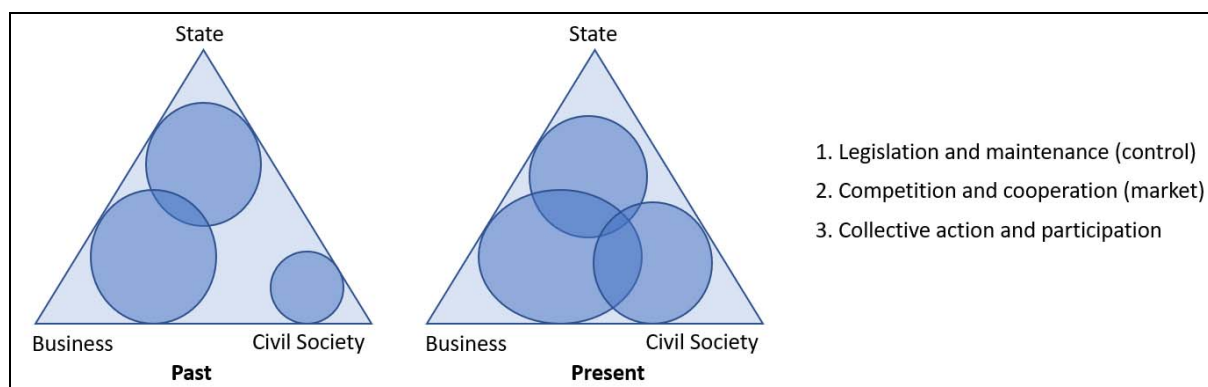 State
Business
Civil Society
Past
State
Business
Civil Society
Present
1. Legislation and maintenance (control)
2. Competition and cooperation (market)
3. Collective action and participation